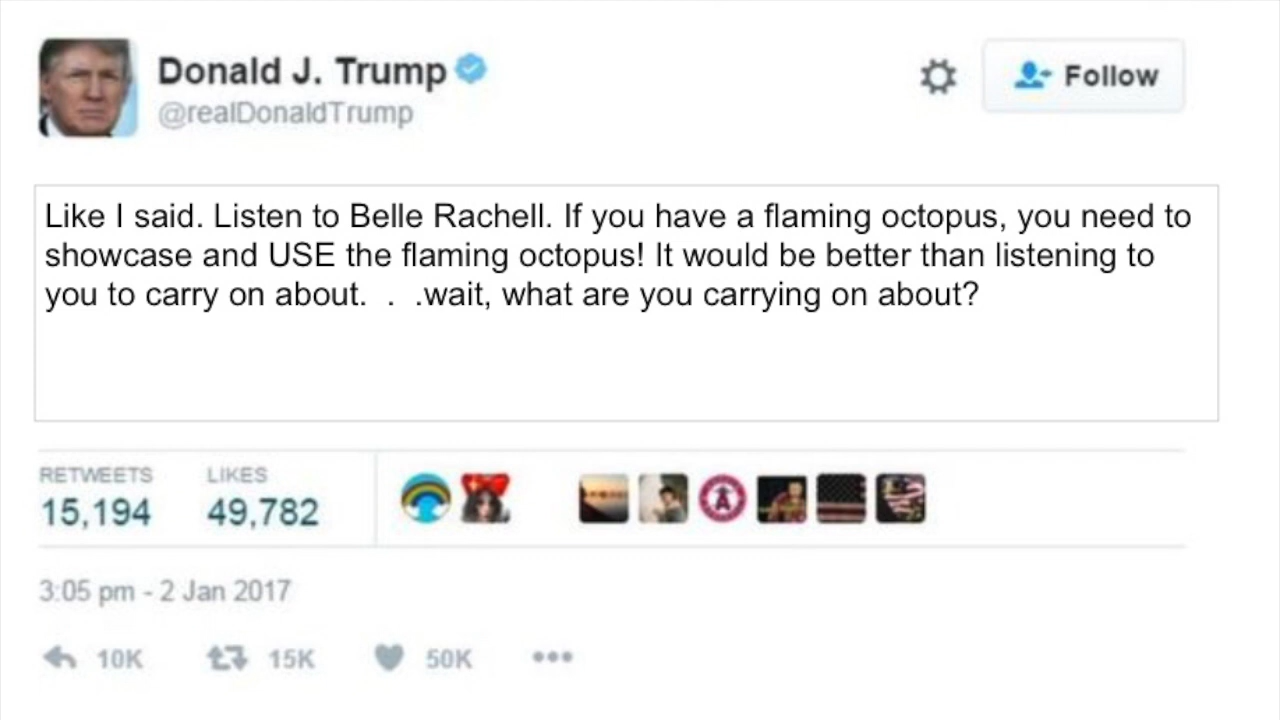 Donald J. Trump
@realDonaldTrump
Follow
Like I said. Listen to Belle Rachell. If you have a flaming octopus, you need to
showcase and USE the flaming octopus! It would be better than listening to
you to carry on about.  .  .wait, what are you carrying on about?
RETWEETS LIKES
15,194 49,782
A
3:05 pm - 2 Jan 2017
10K 15K 50K